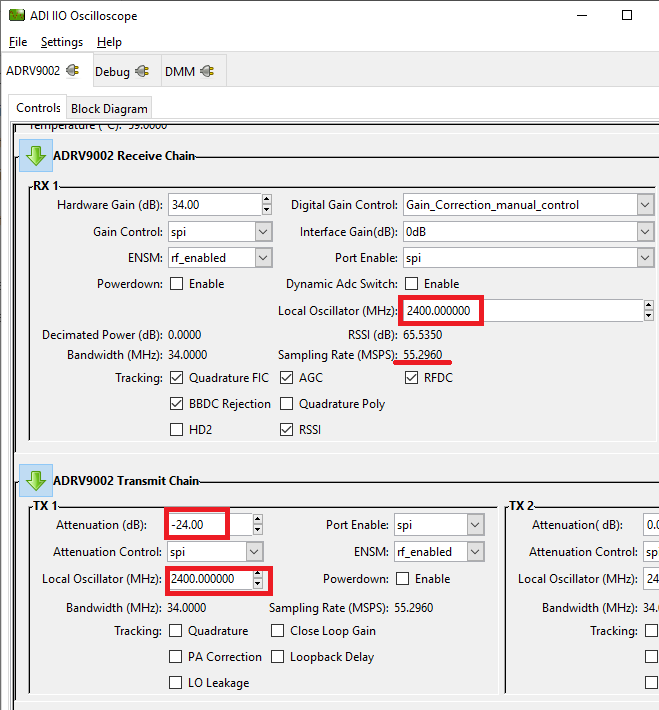 ADI IIO Oscilloscope
File Settings Help
ADRV9002 Debug DMM
Controls Block Diagram
Temperature (°C): 39.0000
ADRV9002 Receive Chain
RX 1
Hardware Gain (dB): 34.00 Digital Gain Control: Gain_Correction_manual_control
Gain Control: spi Interface Gain(dB): 0dB
ENSM: rf_enabled Port Enable: spi
Powerdown: Enable Dynamic Adc Switch: Enable
Local Oscillator (MHz): 2400.000000
Decimated Power (dB): 0.0000 RSSI (dB): 65.5350
Bandwidth (MHz): 34.0000 Sampling Rate (MSPS): 55.2960
Tracking: Quadrature FIC AGC RFDC
BBDC Rejection Quadrature Poly
HD2 RSSI
ADRV9002 Transmit Chain
TX 1 TX 2
Attenuation (dB): -24.00 Port Enable: spi Attenuation( dB): 0.
Attenuation Control: spi ENSM: rf_enabled Attenuation Control: sp
Local Oscillator (MHz): 2400.000000 Powerdown: Enable Local Oscillator (MHz): 24
Bandwidth (MHz): 34.0000 Sampling Rate (MSPS): 55.2960 Bandwidth (MHz): 34.
Tracking: Quadrature Close Loop Gain Tracking:
PA Correction Loopback Delay
LO Leakage